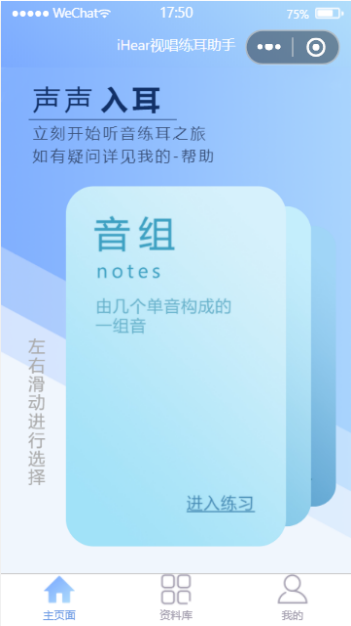 WeChat
17:50
75%
iHear视唱练耳助手
声声入耳
立刻开始听音练耳之旅
如有疑问详见我的-帮助
音组
notes
由几个单音构成的
一组音
左右滑动进行选择
进入练习
主页面
资料库
我的